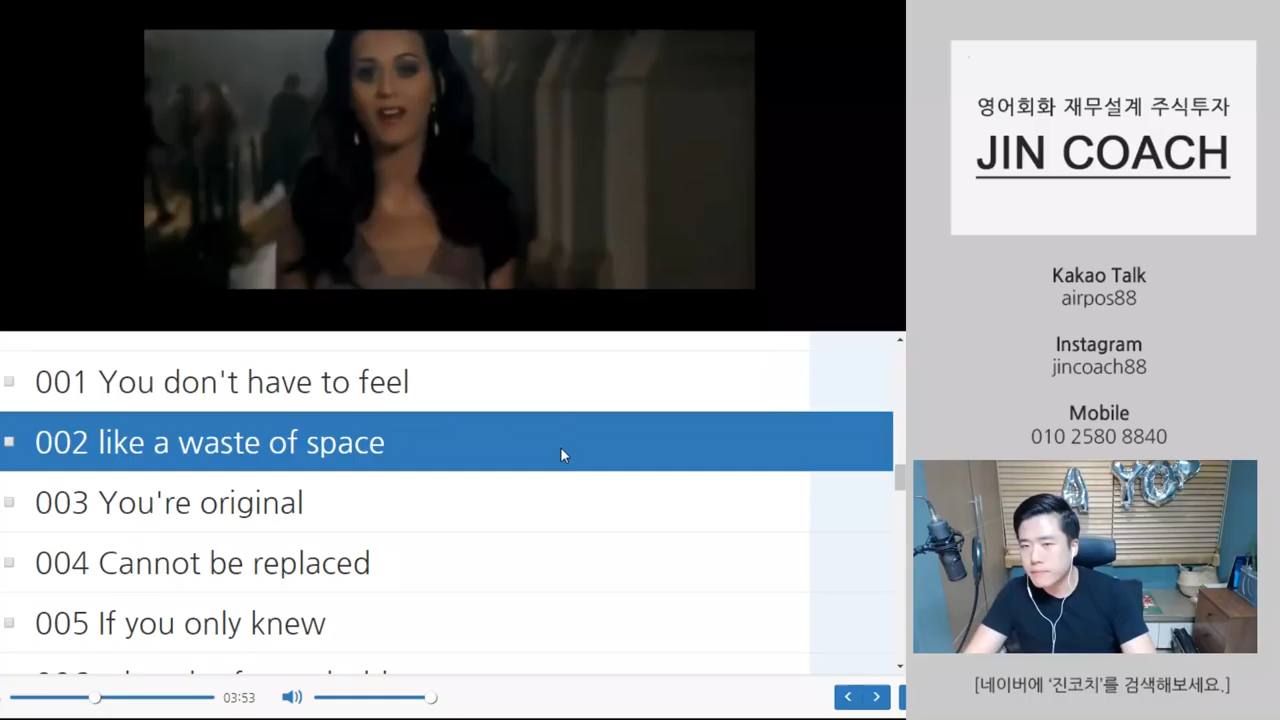 영어회화 재무설계 주식투자
JIN COACH
Kakao Talk
airpos88
Instagram
jincoach88
Mobile
010 2580 8840
001 You don't have to feel
002 like a waste of space
003 You're original
004 Cannot be replaced
005 If you only knew
03:53
A YO
[네이버에 '진코치'를 검색해보세요.]